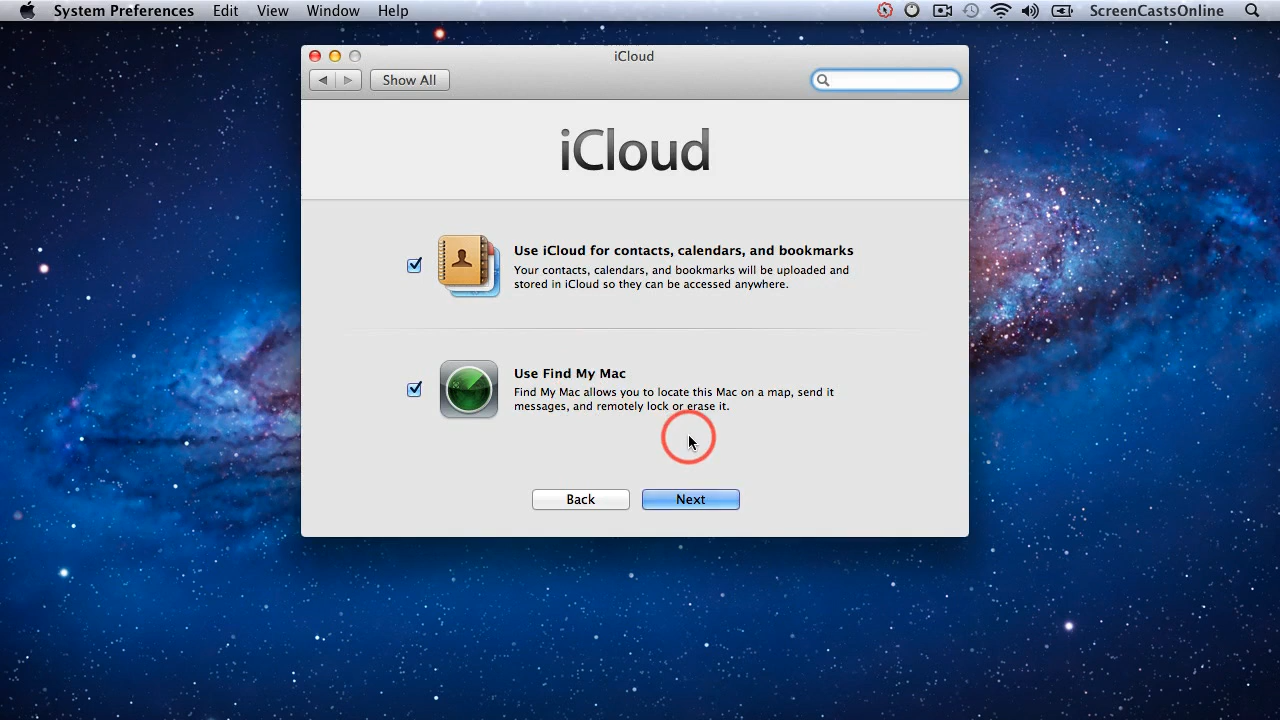 System Preferences Edit View Window Help ScreenCastsOnline
iCloud
Show All
iCloud
Use iCloud for contacts, calendars, and bookmarks
Your contacts, calendars, and bookmarks will be uploaded and
stored in iCloud so they can be accessed anywhere.
Use Find My Mac
Find My Mac allows you to locate this Mac on a map, send it
messages, and remotely lock or erase it.
Back Next